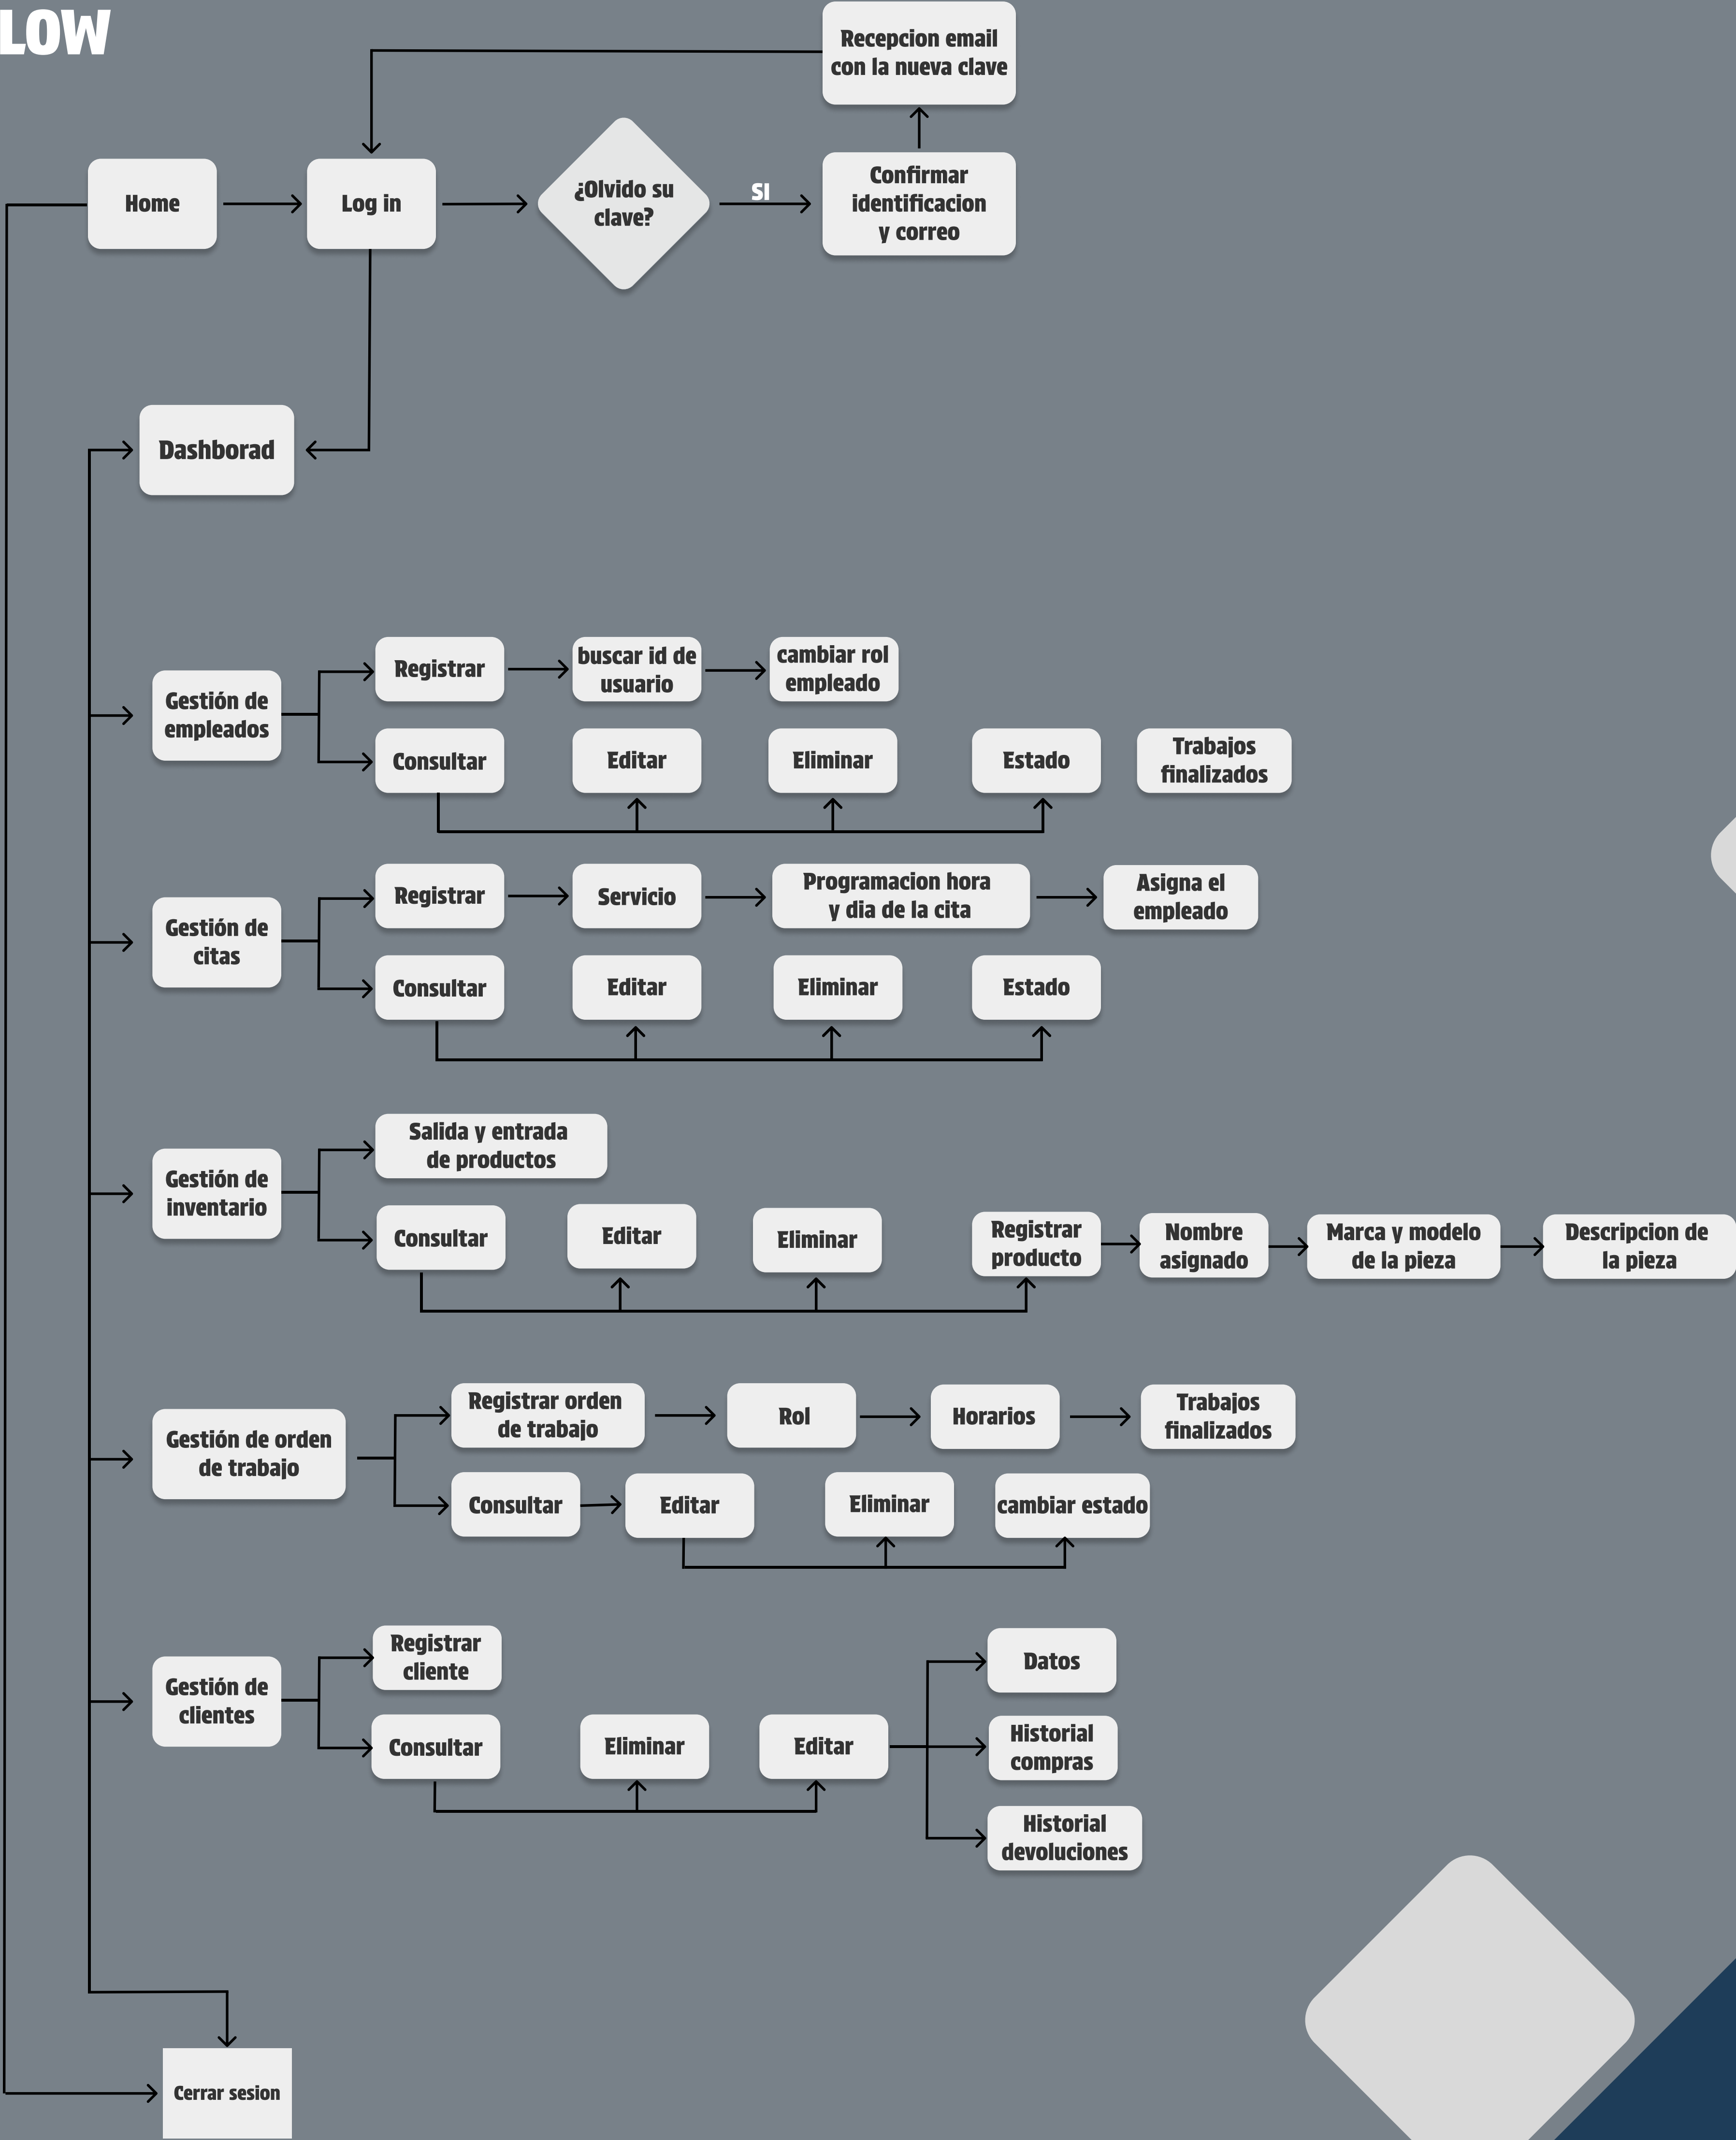 LOW
Recepcion email
con la nueva clave
Home
Log in
¿Olvido su
clave?
SI
Confirmar
identificacion
y correo
Dashborad
Gestión de
empleados
Registrar
buscar id de
usuario
cambiar rol
empleado
Consultar
Editar
Eliminar
Estado
Trabajos
finalizados
Gestión de
citas
Registrar
Servicio
Programacion hora
y dia de la cita
Asigna el
empleado
Consultar
Editar
Eliminar
Estado
Gestión de
inventario
Salida y entrada
de productos
Consultar
Editar
Eliminar
Registrar
producto
Nombre
asignado
Marca y modelo
de la pieza
Descripcion de
la pieza
Gestión de orden
de trabajo
Registrar orden
de trabajo
Rol
Horarios
Trabajos
finalizados
Consultar
Editar
Eliminar
cambiar estado
Gestión de
clientes
Registrar
cliente
Consultar
Eliminar
Editar
Datos
Historial
compras
Historial
devoluciones
Cerrar sesion